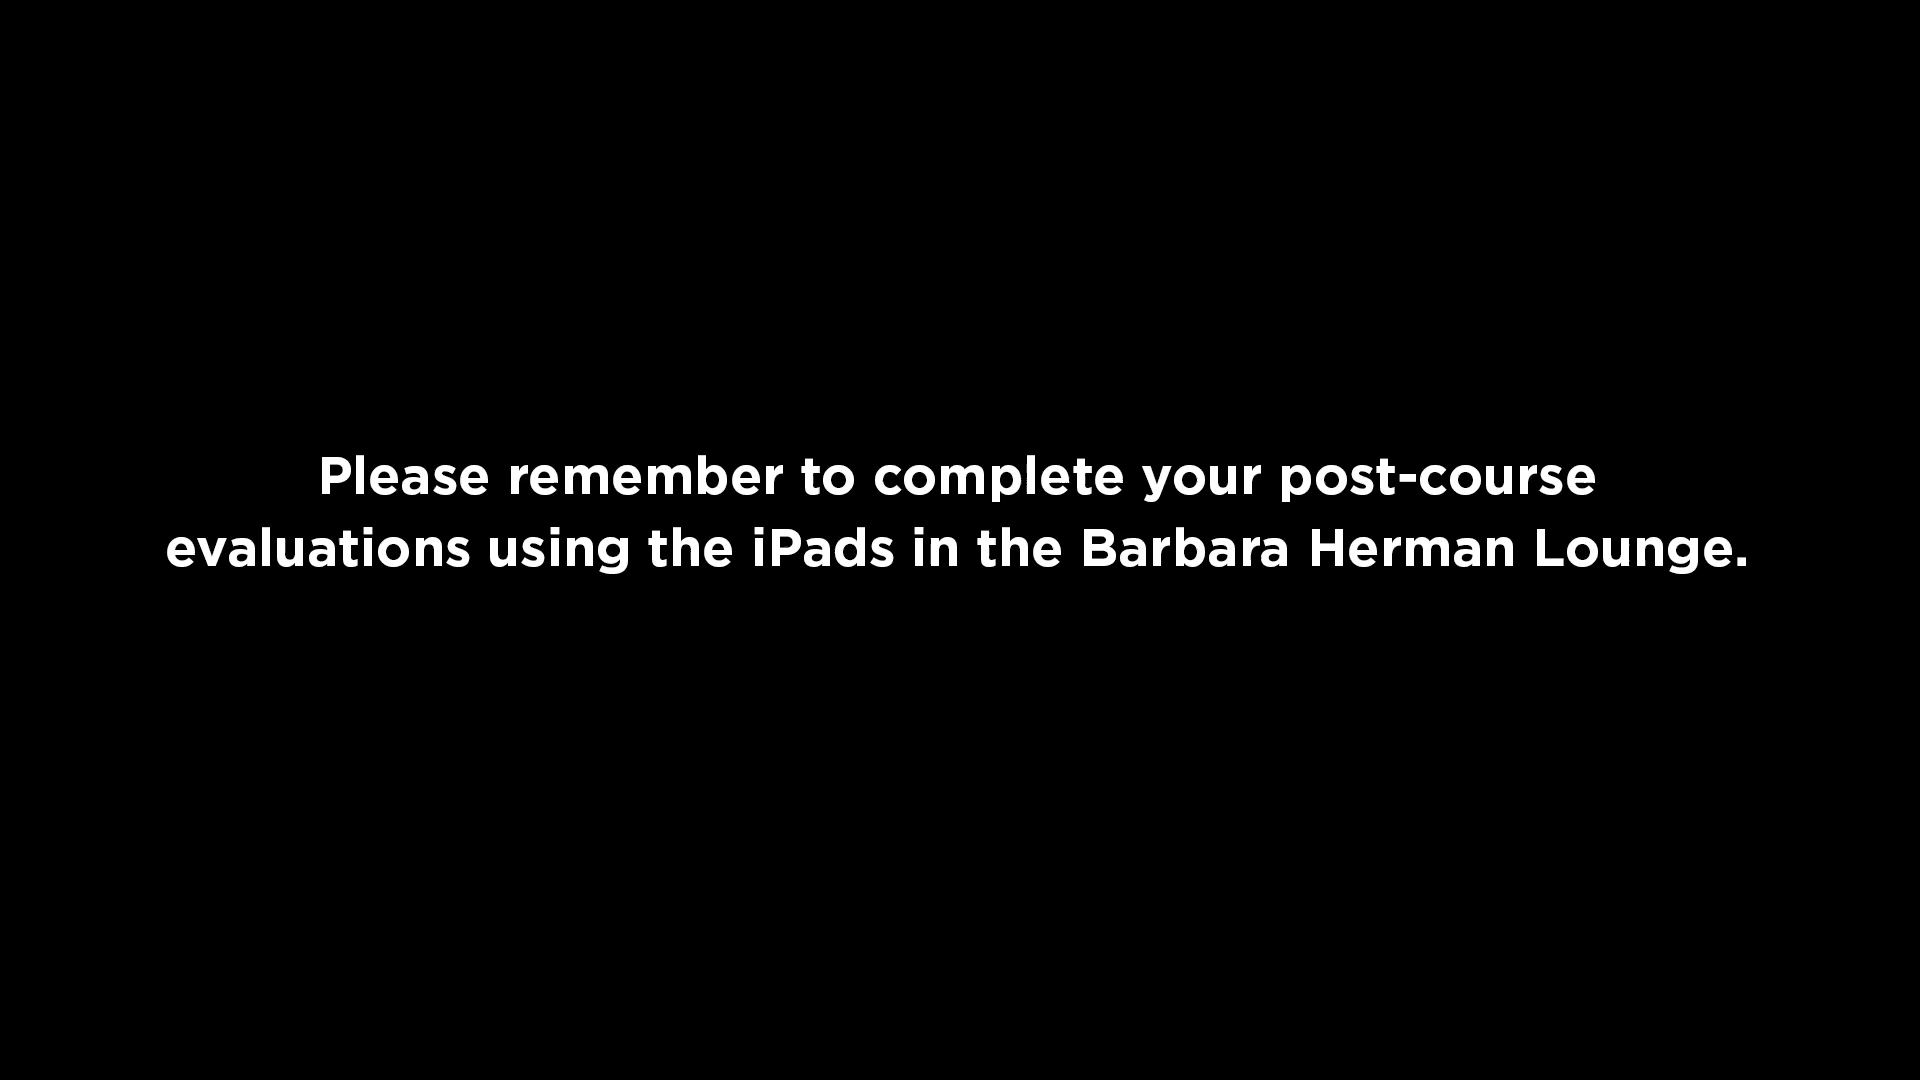 Please remember to complete your post-course
evaluations using the iPads in the Barbara Herman Lounge.